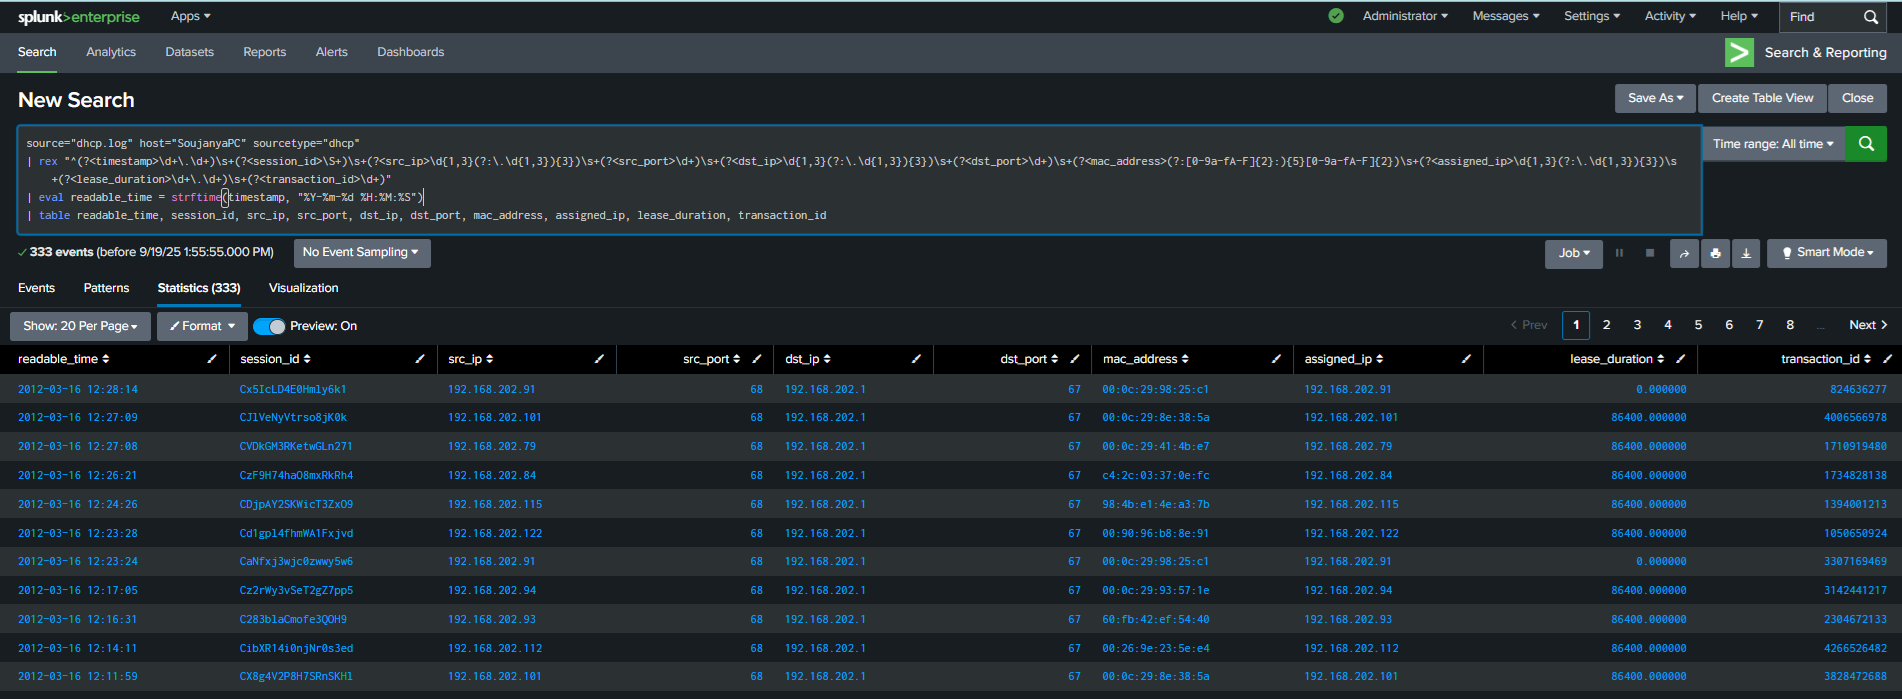 splunk>enterprise Apps Administrator Messages Settings Activity Help Find
Search Analytics Datasets Reports Alerts Dashboards Search & Reporting
New Search Save As Create Table View Close
source="dhcp.log" host="SoujanyaPC" sourcetype="dhcp"
| rex "^(?<timestamp>\d+\.\d+)\s+(?<session_id>\S+)\s+(?<src_ip>\d{1,3}(?:\.\d{1,3}){3})\s+(?<src_port>\d+)\s+(?<dst_ip>\d{1,3}(?:\.\d{1,3}){3})\s+(?<dst_port>\d+)\s+(?<mac_address>(?:[0-9a-fA-F]{2}:){5}[0-9a-fA-F]{2})\s+(?<assigned_ip>\d{1,3}(?:\.\d{1,3}){3})\s
+(?<lease_duration>\d+\.\d+)\s+(?<transaction_id>\d+)"
| eval readable_time = strftime(timestamp, "%Y-%m-%d %H:%M:%S")
| table readable_time, session_id, src_ip, src_port, dst_ip, dst_port, mac_address, assigned_ip, lease_duration, transaction_id
Time range: All time
333 events (before 9/19/25 1:55:55.000 PM) No Event Sampling Job Smart Mode
Events Patterns Statistics (333) Visualization
Show: 20 Per Page Format Preview: On < Prev 1 2 3 4 5 6 7 8 ... Next >
readable_time session_id src_ip src_port dst_ip dst_port mac_address assigned_ip lease_duration transaction_id
2012-03-16 12:28:14 Cx5IcLD4E0Hmly6k1 192.168.202.91 68 192.168.202.1 67 00:0c:29:98:25:c1 192.168.202.91 0.000000 824636277
2012-03-16 12:27:09 CJlVeNyVtrso8jK0k 192.168.202.101 68 192.168.202.1 67 00:0c:29:8e:38:5a 192.168.202.101 86400.000000 4006566978
2012-03-16 12:27:08 CVDkGM3RKetwGLn271 192.168.202.79 68 192.168.202.1 67 00:0c:29:41:4b:e7 192.168.202.79 86400.000000 1710919480
2012-03-16 12:26:21 CzF9H74haO8mxRkRh4 192.168.202.84 68 192.168.202.1 67 c4:2c:03:37:0e:fc 192.168.202.84 86400.000000 1734828138
2012-03-16 12:24:26 CDjpAY2SKWicT3ZxO9 192.168.202.115 68 192.168.202.1 67 98:4b:e1:4e:a3:7b 192.168.202.115 86400.000000 1394001213
2012-03-16 12:23:28 Cd1gpl4fhmWA1Fxjvd 192.168.202.122 68 192.168.202.1 67 00:90:96:b8:8e:91 192.168.202.122 86400.000000 1050650924
2012-03-16 12:23:24 CaNfxj3wjc0zwwy5w6 192.168.202.91 68 192.168.202.1 67 00:0c:29:98:25:c1 192.168.202.91 0.000000 3307169469
2012-03-16 12:17:05 Cz2rWy3vSeT2gZ7pp5 192.168.202.94 68 192.168.202.1 67 00:0c:29:93:57:1e 192.168.202.94 86400.000000 3142441217
2012-03-16 12:16:31 C283blaCmofe3QOH9 192.168.202.93 68 192.168.202.1 67 60:fb:42:ef:54:40 192.168.202.93 86400.000000 2304672133
2012-03-16 12:14:11 CibXR14i0njNr0s3ed 192.168.202.112 68 192.168.202.1 67 00:26:9e:23:5e:e4 192.168.202.112 86400.000000 4266526482
2012-03-16 12:11:59 CX8g4V2P8H7SRnSKHl 192.168.202.101 68 192.168.202.1 67 00:0c:29:8e:38:5a 192.168.202.101 86400.000000 3828472688